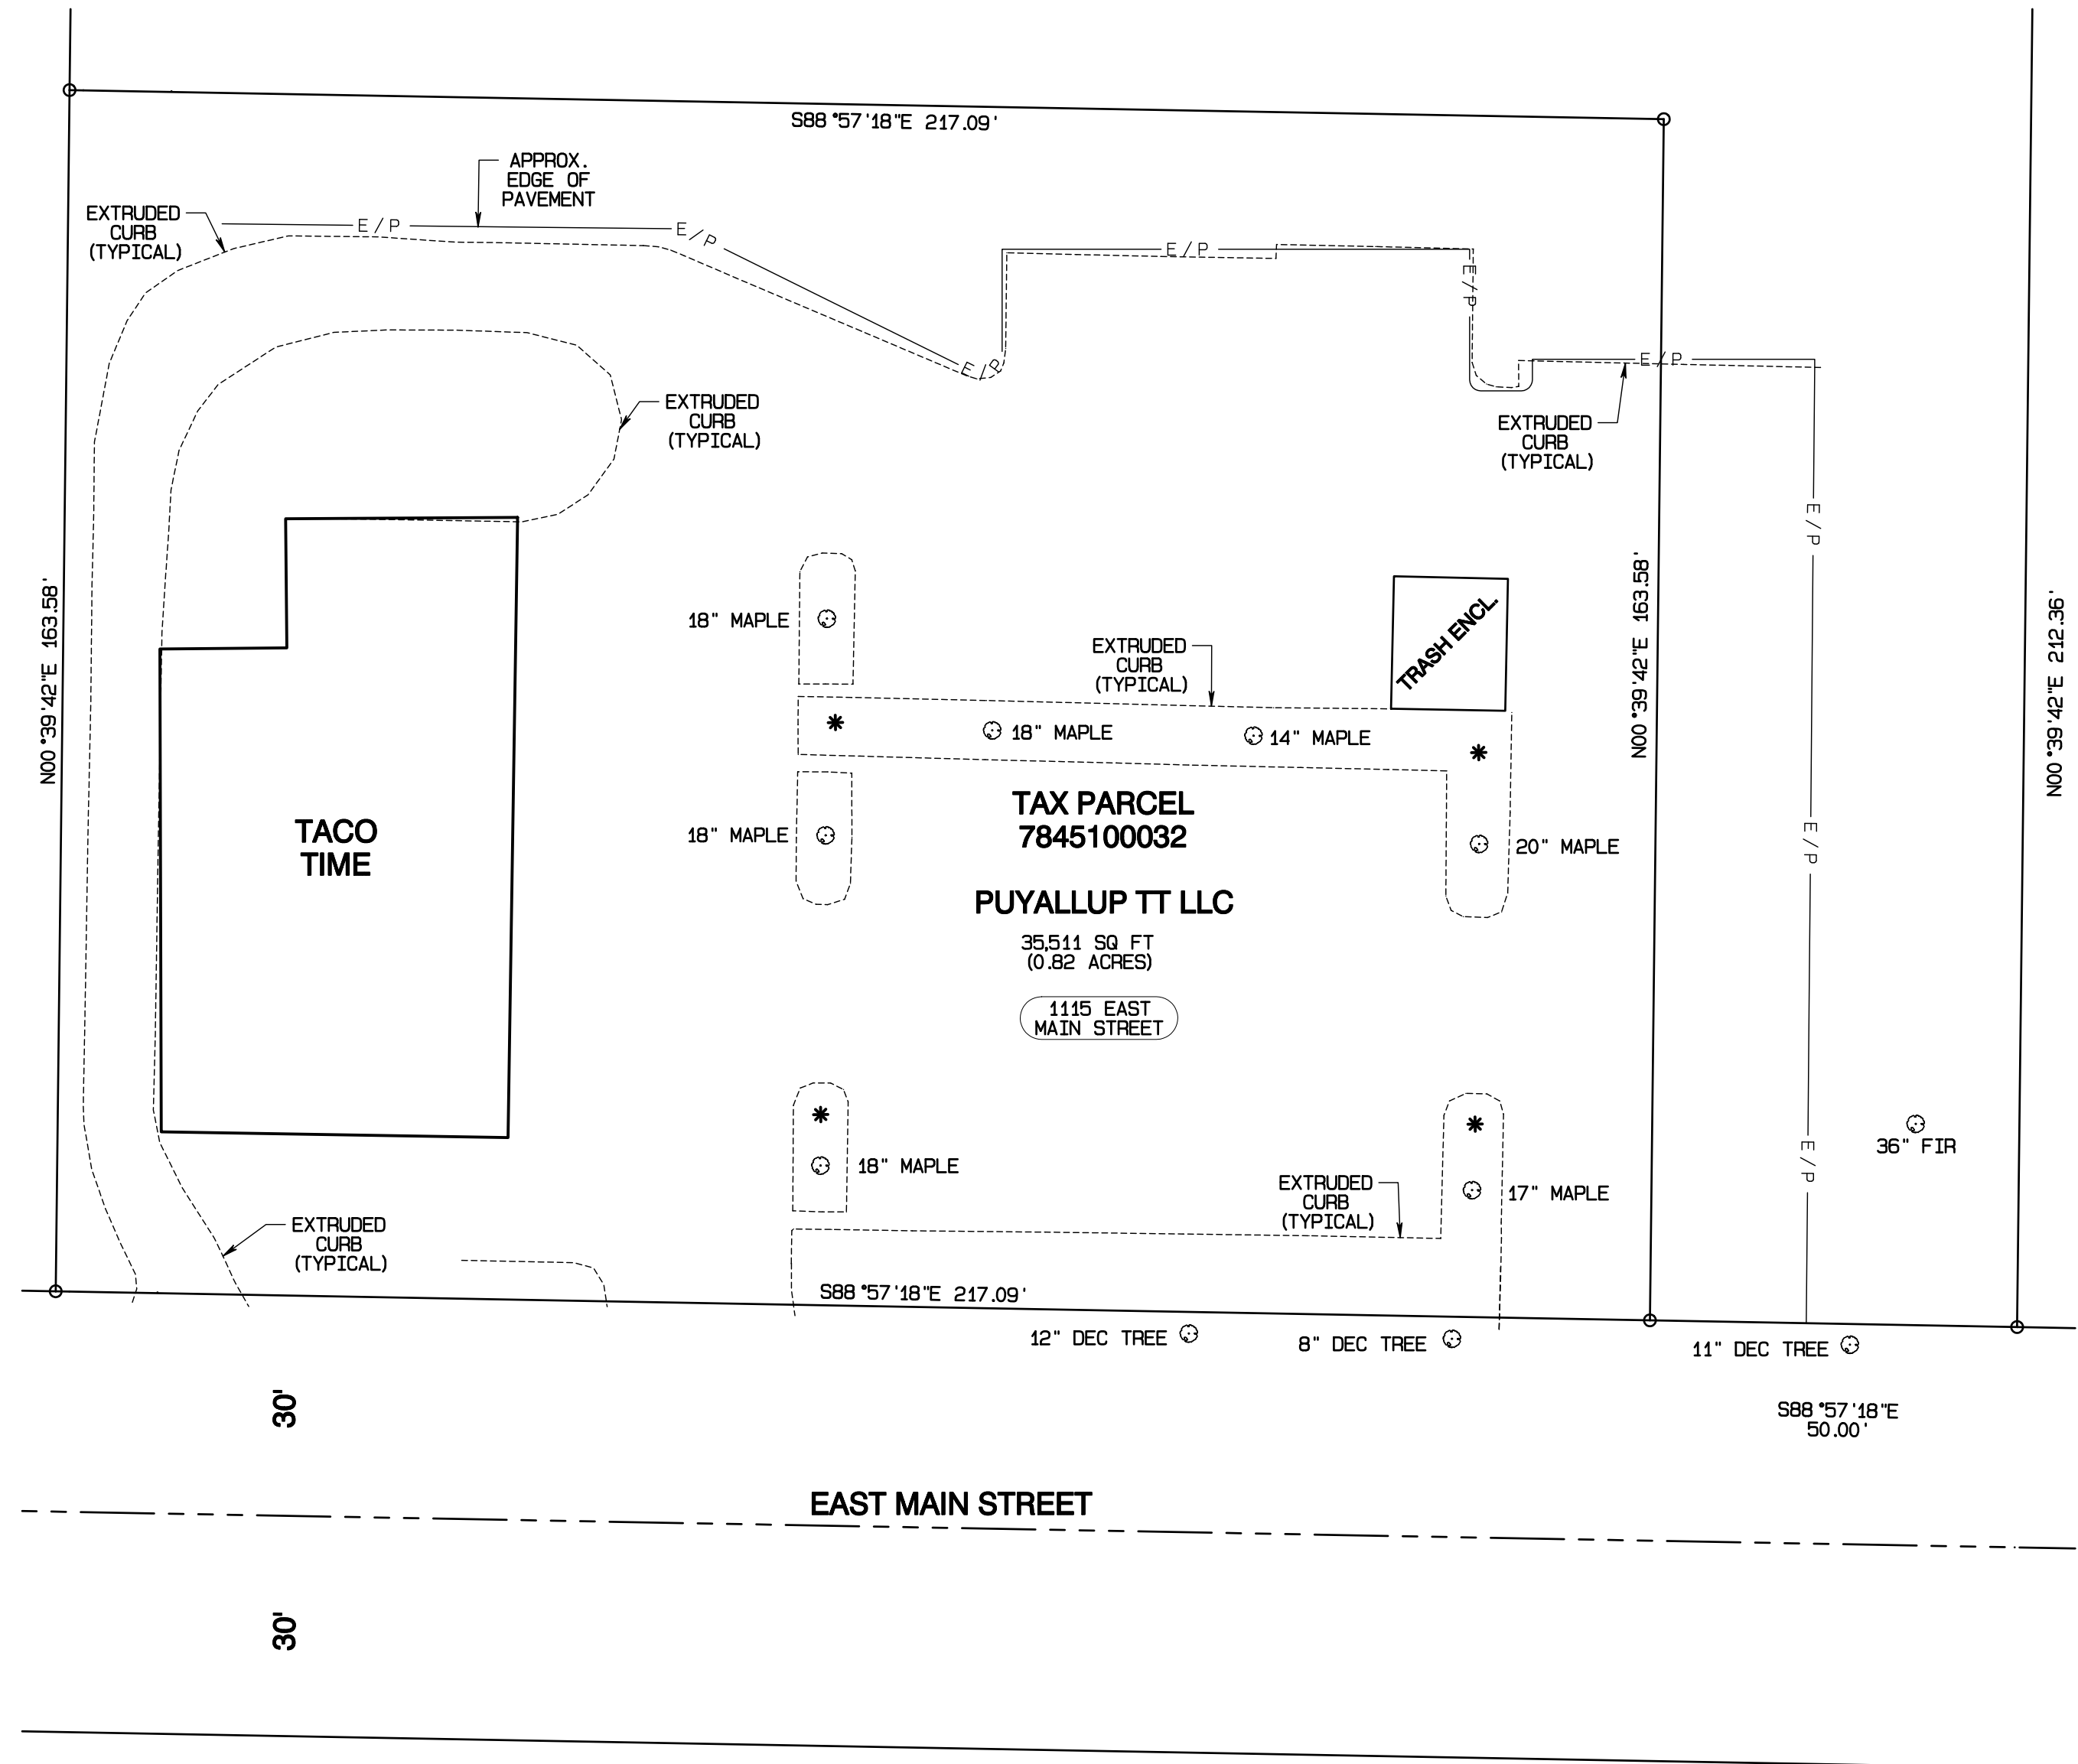 S88°57'18"E 217.09'
APPROX.
EDGE OF
PAVEMENT
EXTRUDED
CURB
(TYPICAL)
E/P
E/P
E/P
E/P
E/P
E/P
EXTRUDED
CURB
(TYPICAL)
EXTRUDED
CURB
(TYPICAL)
E/P
N00°39'42"E 163.58'
N00°39'42"E 163.58'
N00°39'42"E 212.36'
18" MAPLE
EXTRUDED
CURB
(TYPICAL)
TRASH ENCL.
18" MAPLE
14" MAPLE
TACO
TIME
18" MAPLE
TAX PARCEL
7845100032
20" MAPLE
E/P
PUYALLUP TT LLC
35,511 SQ FT
(0.82 ACRES)
1115 EAST
MAIN STREET
18" MAPLE
17" MAPLE
E/P
36" FIR
EXTRUDED
CURB
(TYPICAL)
EXTRUDED
CURB
(TYPICAL)
S88°57'18"E 217.09'
12" DEC TREE
8" DEC TREE
11" DEC TREE
30'
S88°57'18"E
50.00'
EAST MAIN STREET
30'